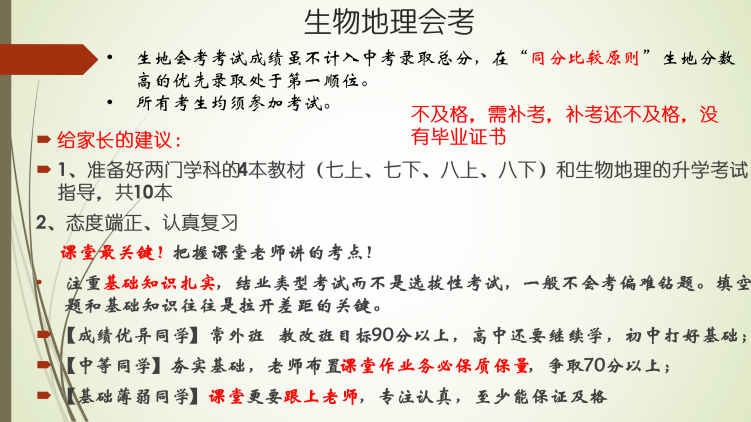 生物地理会考
• 生地会考考试成绩虽不计入中考录取总分，在“同分比较原则”生地分数
高的优先录取处于第一顺位。
• 所有考生均须参加考试。
不及格，需补考，补考还不及格，没
有毕业证书
给家长的建议：
1、准备好两门学科的4本教材（七上、七下、八上、八下）和生物地理的升学考试
指导，共10本
2、态度端正、认真复习
课堂最关键！把握课堂老师讲的考点！
• 注重基础知识扎实，结业类型考试而不是选拔性考试，一般不会考偏难钻题。填空
题和基础知识往往是拉开差距的关键。
【成绩优异同学】常外班 教改班目标90分以上，高中还要继续学，初中打好基础；
【中等同学】夯实基础，老师布置课堂作业务必保质保量，争取70分以上；
【基础薄弱同学】课堂更要跟上老师，专注认真，至少能保证及格